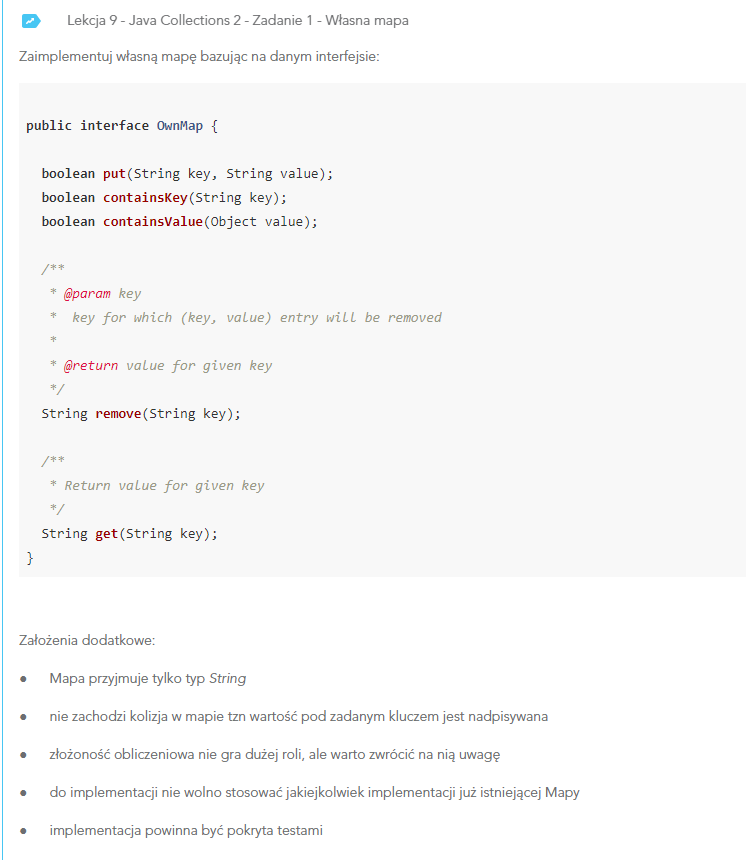 Lekcja 9 - Java Collections 2 - Zadanie 1 - Własna mapa
Zaimplementuj własną mapę bazując na danym interfejsie:
public interface OwnMap {
boolean put(String key, String value);
boolean containsKey(String key);
boolean containsValue(Object value);
/**
* @param key
* key for which (key, value) entry will be removed
*
* @return value for given key
*/
String remove(String key);
/**
* Return value for given key
*/
String get(String key);
}
Założenia dodatkowe:
● Mapa przyjmuje tylko typ String
● nie zachodzi kolizja w mapie tzn wartość pod zadanym kluczem jest nadpisywana
● złożoność obliczeniowa nie gra dużej roli, ale warto zwrócić na nią uwagę
● do implementacji nie wolno stosować jakiejkolwiek implementacji już istniejącej Mapy
● implementacja powinna być pokryta testami